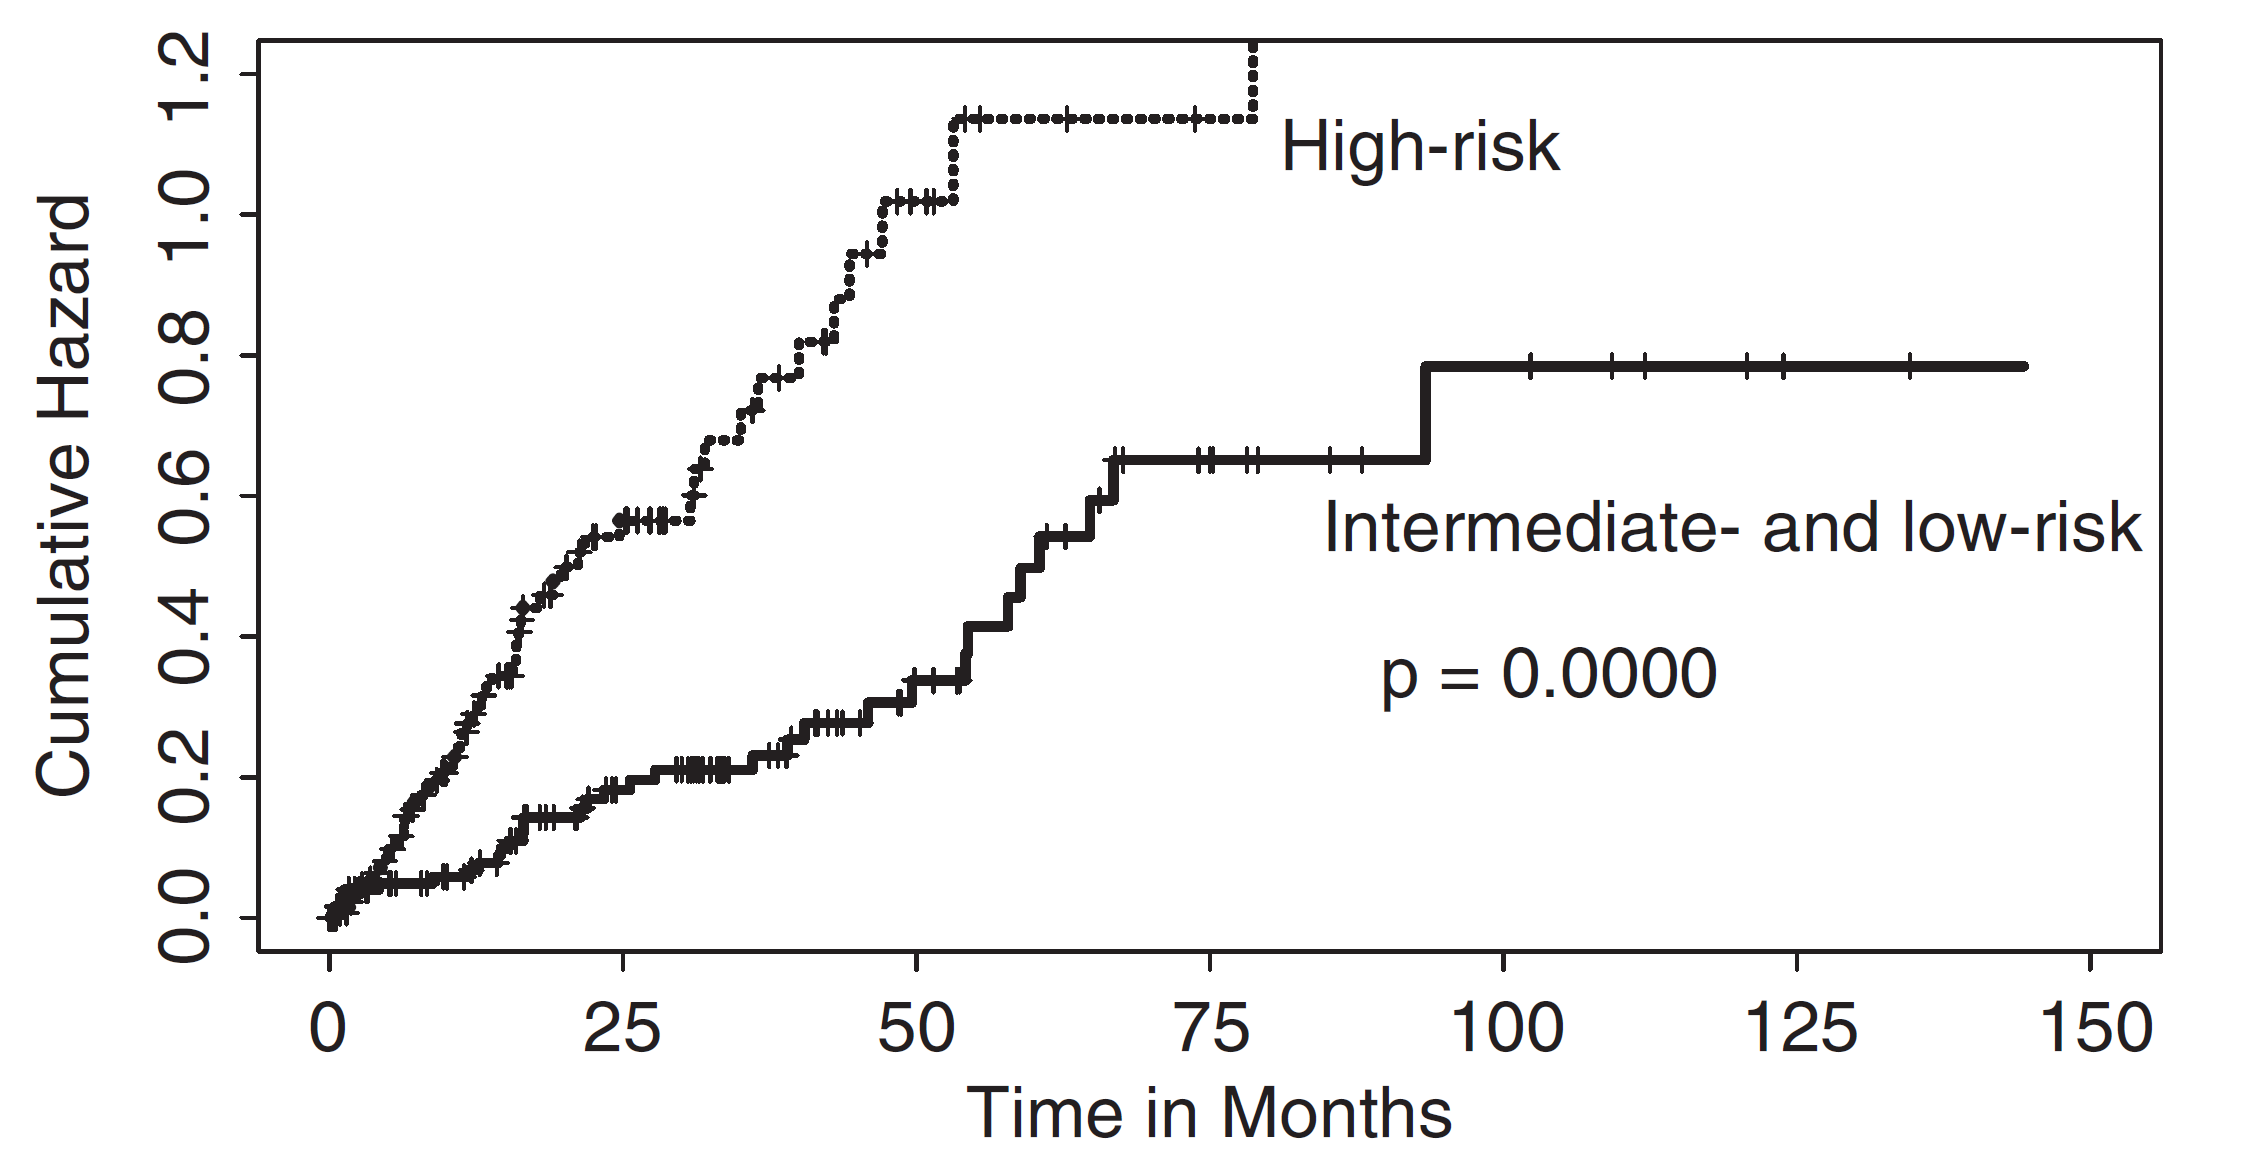 Cumulative Hazard
1.2
1.0
0.8
0.6
0.4
0.2
0.0
High-risk
Intermediate- and low-risk
p = 0.0000
0 25 50 75 100 125 150
Time in Months